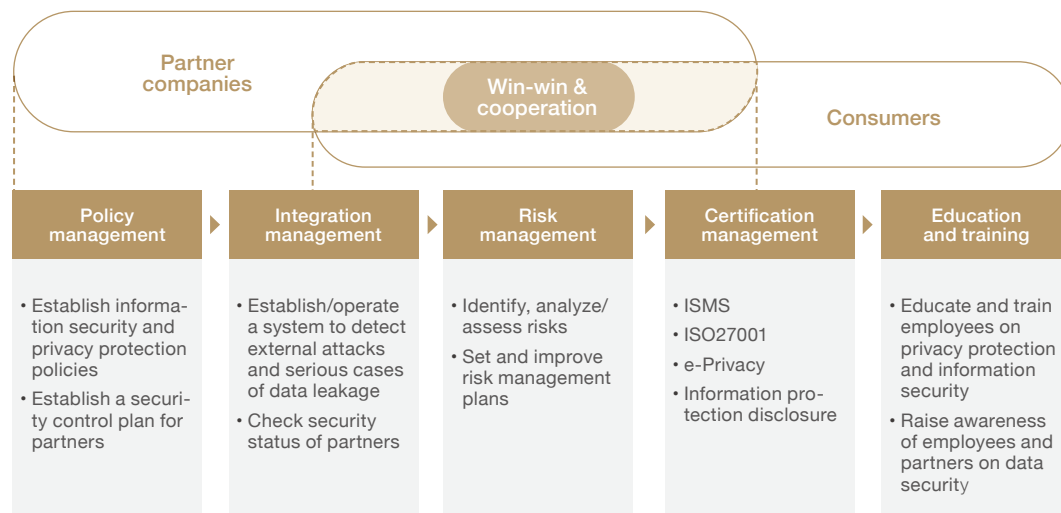 Partner
companies
Win-win &
cooperation
Consumers
Policy
management
Integration
management
Risk
management
Certification
management
Education
and training
• Establish informa-
tion security and
privacy protection
policies
• Establish a securi-
ty control plan for
partners
• Establish/operate
a system to detect
external attacks
and serious cases
of data leakage
• Check security
status of partners
• Identify, analyze/
assess risks
• Set and improve
risk management
plans
• ISMS
• ISO27001
• e-Privacy
• Information pro-
tection disclosure
• Educate and train
employees on
privacy protection
and information
security
• Raise awareness
of employees and
partners on data
security